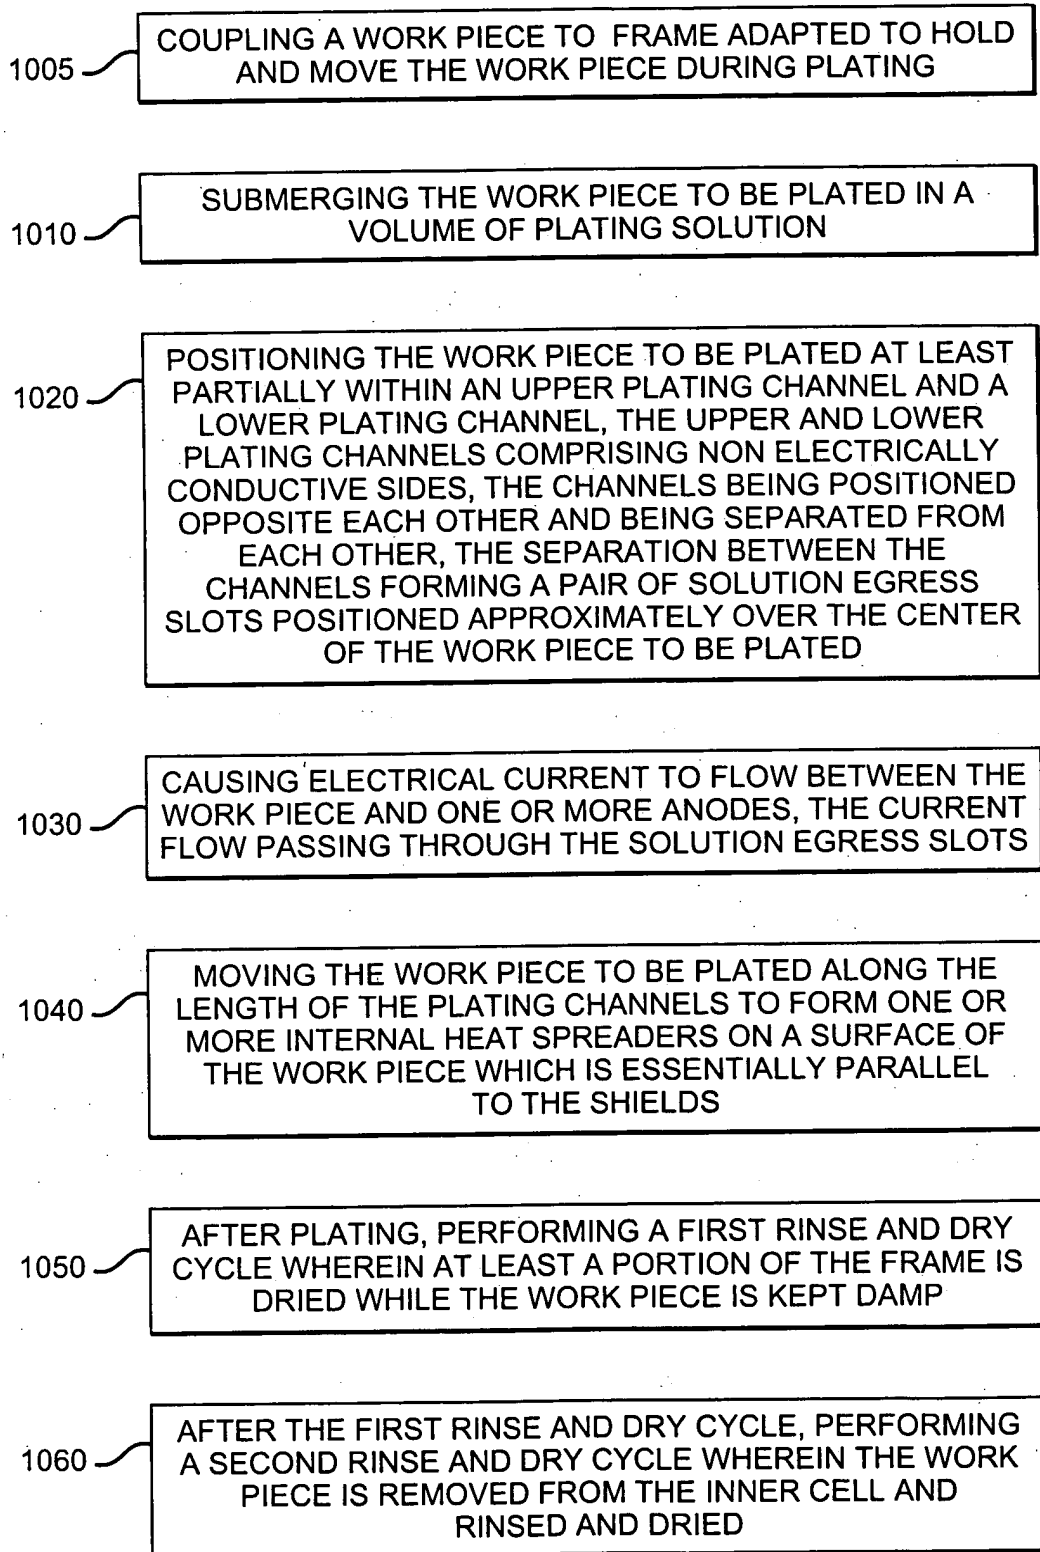 1005
COUPLING A WORK PIECE TO FRAME ADAPTED TO HOLD
AND MOVE THE WORK PIECE DURING PLATING
1010
SUBMERGING THE WORK PIECE TO BE PLATED IN A
VOLUME OF PLATING SOLUTION
1020
POSITIONING THE WORK PIECE TO BE PLATED AT LEAST
PARTIALLY WITHIN AN UPPER PLATING CHANNEL AND A
LOWER PLATING CHANNEL, THE UPPER AND LOWER
PLATING CHANNELS COMPRISING NON ELECTRICALLY
CONDUCTIVE SIDES, THE CHANNELS BEING POSITIONED
OPPOSITE EACH OTHER AND BEING SEPARATED FROM
EACH OTHER, THE SEPARATION BETWEEN THE
CHANNELS FORMING A PAIR OF SOLUTION EGRESS
SLOTS POSITIONED APPROXIMATELY OVER THE CENTER
OF THE WORK PIECE TO BE PLATED
1030
CAUSING ELECTRICAL CURRENT TO FLOW BETWEEN THE
WORK PIECE AND ONE OR MORE ANODES, THE CURRENT
FLOW PASSING THROUGH THE SOLUTION EGRESS SLOTS
1040
MOVING THE WORK PIECE TO BE PLATED ALONG THE
LENGTH OF THE PLATING CHANNELS TO FORM ONE OR
MORE INTERNAL HEAT SPREADERS ON A SURFACE OF
THE WORK PIECE WHICH IS ESSENTIALLY PARALLEL
TO THE SHIELDS
1050
AFTER PLATING, PERFORMING A FIRST RINSE AND DRY
CYCLE WHEREIN AT LEAST A PORTION OF THE FRAME IS
DRIED WHILE THE WORK PIECE IS KEPT DAMP
1060
AFTER THE FIRST RINSE AND DRY CYCLE, PERFORMING
A SECOND RINSE AND DRY CYCLE WHEREIN THE WORK
PIECE IS REMOVED FROM THE INNER CELL AND
RINSED AND DRIED